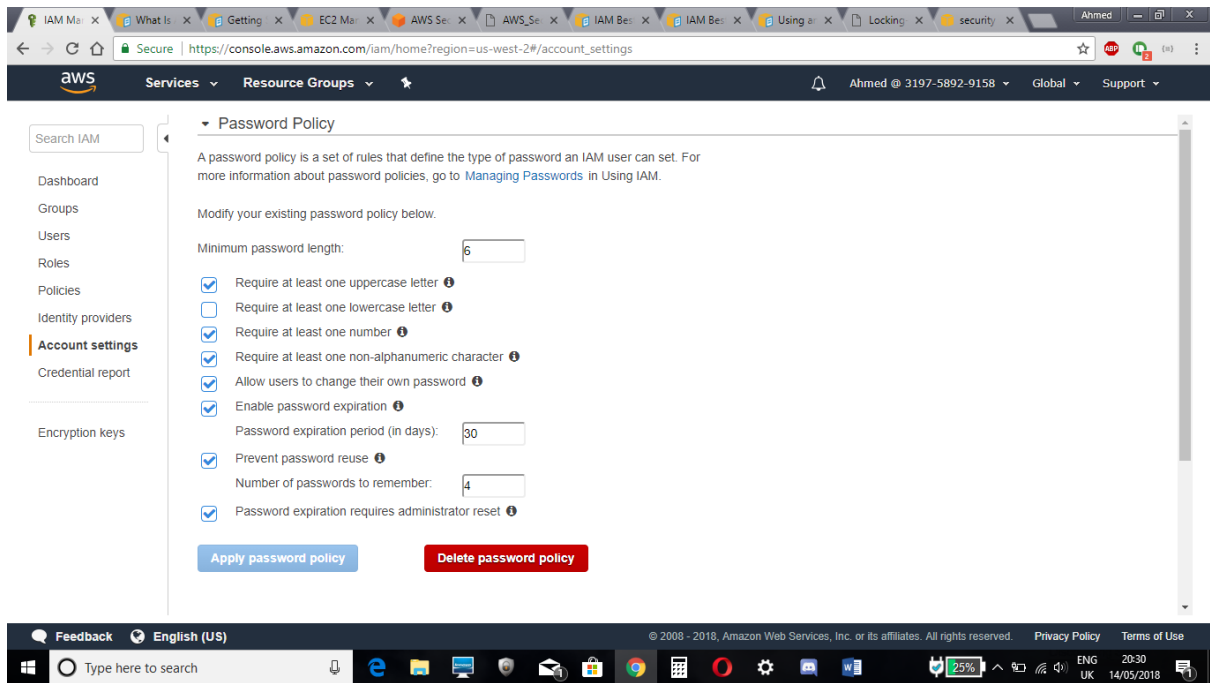 IAM Mar
What Is
Getting
EC2 Mar
AWS Sec
AWS_Se
IAM Bes
IAM Bes
Using a
Locking
security
Ahmed
Secure
https://console.aws.amazon.com/iam/home?region=us-west-2#/account_settings
ABP
2
aws
Services
Resource Groups
Ahmed @ 3197-5892-9158
Global
Support
Search IAM
Dashboard
Groups
Users
Roles
Policies
Identity providers
Account settings
Credential report
Encryption keys
Password Policy
A password policy is a set of rules that define the type of password an IAM user can set. For
more information about password policies, go to Managing Passwords in Using IAM.
Modify your existing password policy below.
Minimum password length: 6
Require at least one uppercase letter
Require at least one lowercase letter
Require at least one number
Require at least one non-alphanumeric character
Allow users to change their own password
Enable password expiration
Password expiration period (in days): 30
Prevent password reuse
Number of passwords to remember: 4
Password expiration requires administrator reset
Apply password policy
Delete password policy
Feedback
English (US)
© 2008 - 2018, Amazon Web Services, Inc. or its affiliates. All rights reserved.
Privacy Policy
Terms of Use
Type here to search
25%
ENG
UK
20:30
14/05/2018